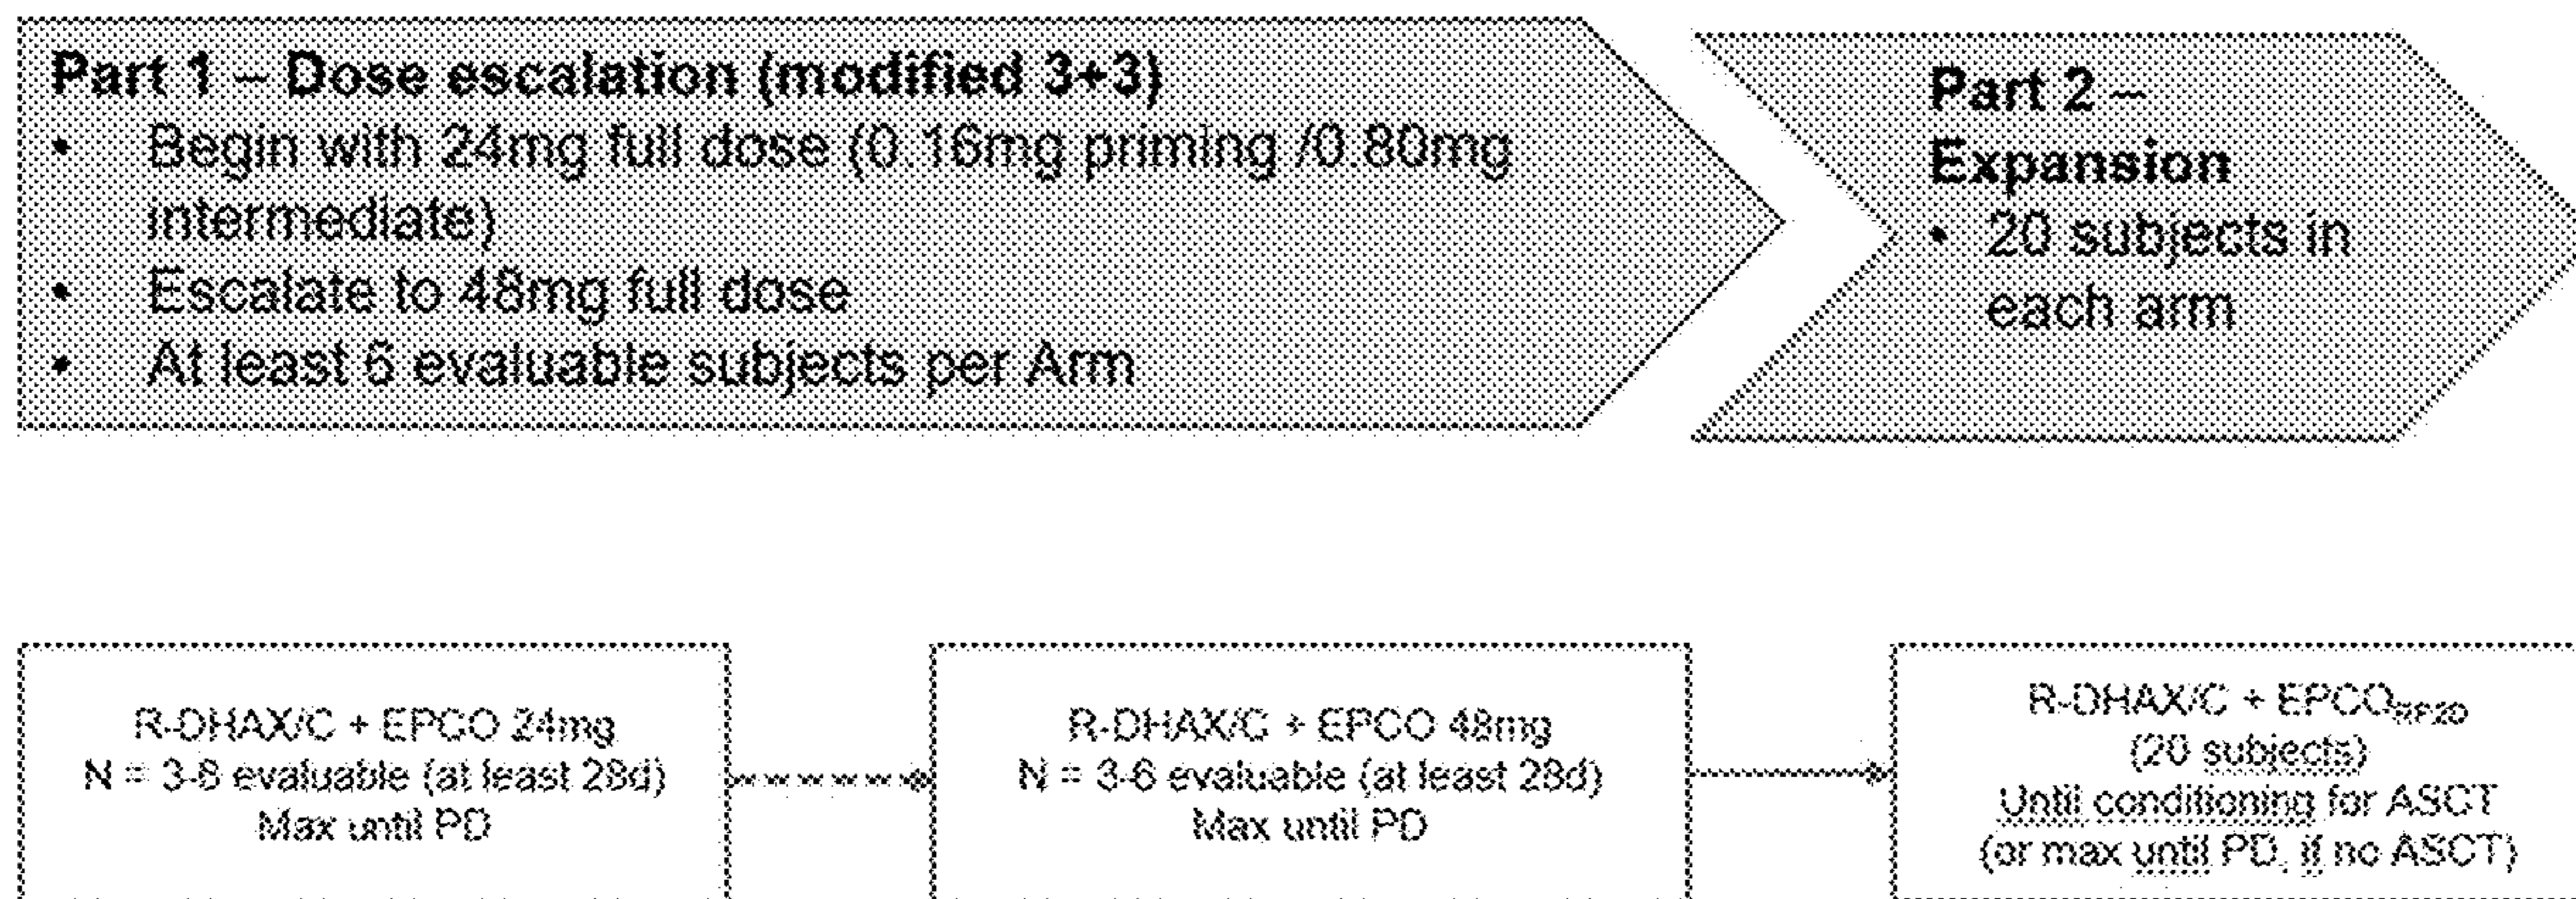 Part 1 – Dose escalation (modified 3+3)
• Begin with 24mg full dose (0.16mg priming /0.80mg
intermediate)
• Escalate to 48mg full dose
• At least 6 evaluable subjects per Arm
Part 2 –
Expansion
• 20 subjects in
each arm
R-DHAX/C + EPCO 24mg
N = 3-6 evaluable (at least 28d)
Max until PD
R-DHAX/C + EPCO 48mg
N = 3-6 evaluable (at least 28d)
Max until PD
R-DHAX/C + EPCO RP2D
(20 subjects)
Until conditioning for ASCT
(or max until PD, if no ASCT)